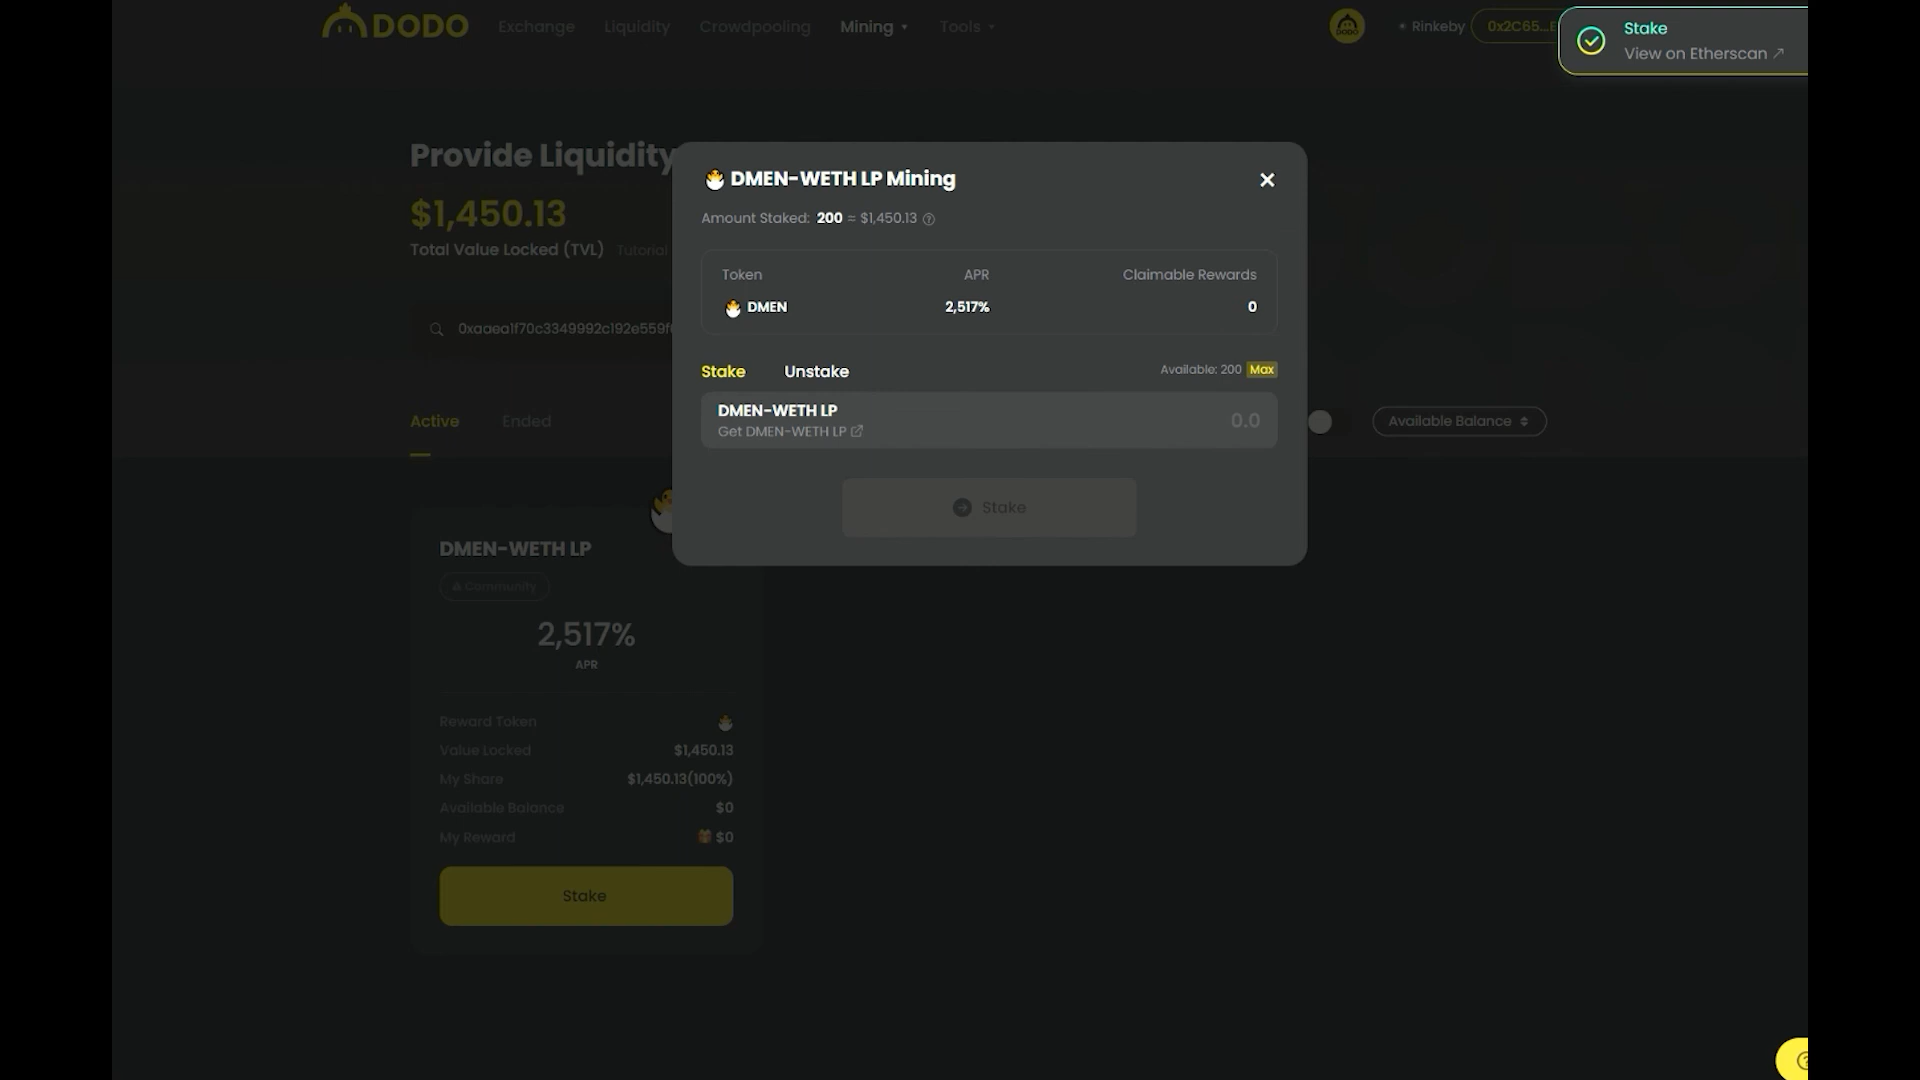 DODO Exchange Liquidity Crowdpooling Mining Tools Rinkeby 0x2C65...E
Stake
View on Etherscan ↗
Provide Liquidity
$1,450.13
Total Value Locked (TVL) Tutorial
DMEN-WETH LP Mining
Amount Staked: 200 ≈ $1,450.13
Token APR Claimable Rewards
DMEN 2,517% 0
Stake Unstake Available: 200 Max
DMEN-WETH LP 0.0
Get DMEN-WETH LP
Stake
Active Ended Available Balance
DMEN-WETH LP
Community
2,517%
APR
Reward Token
Value Locked $1,450.13
My Share $1,450.13(100%)
Available Balance $0
My Reward $0
Stake